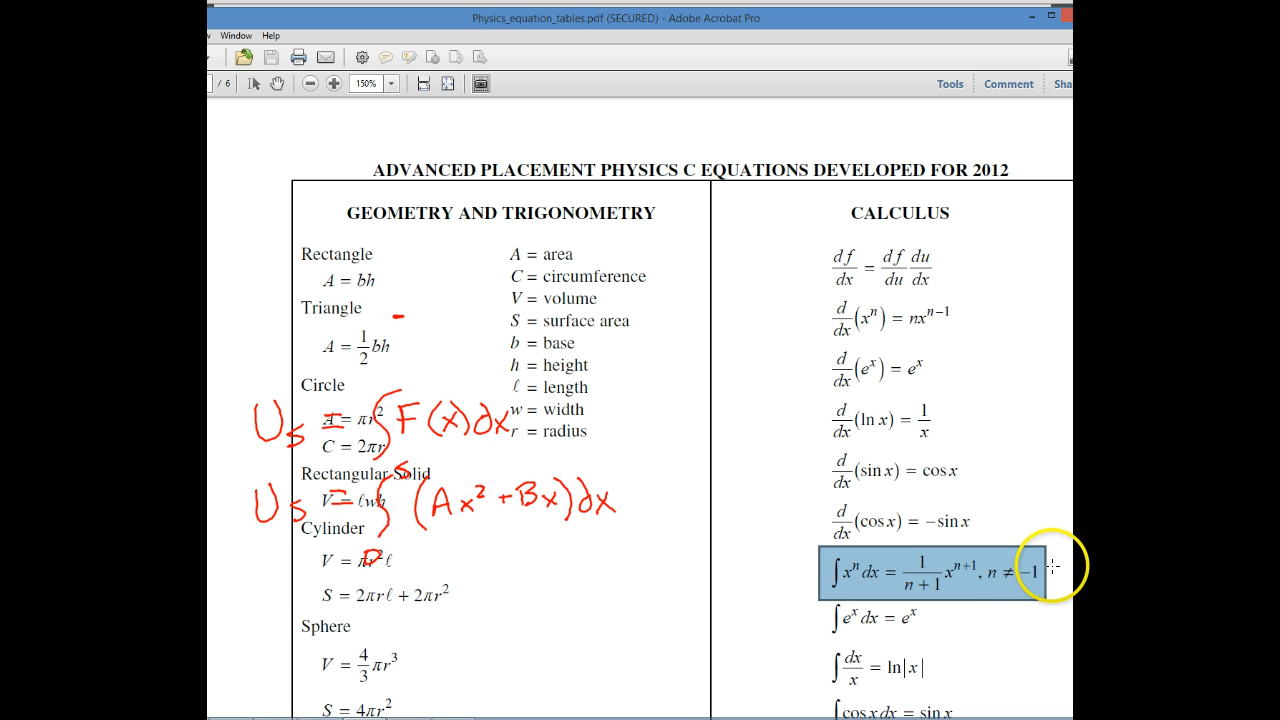 Physics_equation_tables.pdf (SECURED) - Adobe Acrobat Pro
Window Help
/ 6 150% Tools Comment Sha
ADVANCED PLACEMENT PHYSICS C EQUATIONS DEVELOPED FOR 2012
GEOMETRY AND TRIGONOMETRY
Rectangle
A = bh
Triangle
A = 1/2 bh
Circle
A = πr²
C = 2πr
Rectangular Solid
V = ℓwh
Cylinder
V = πr²ℓ
S = 2πrℓ + 2πr²
Sphere
V = 4/3 πr³
S = 4πr²
A = area
C = circumference
V = volume
S = surface area
b = base
h = height
ℓ = length
w = width
r = radius
U_s = ∫ F(x)dx
U_s = ∫_0^s (Ax² + Bx)dx
CALCULUS
df/dx = df/du du/dx
d/dx (xⁿ) = nxⁿ⁻¹
d/dx (eˣ) = eˣ
d/dx (ln x) = 1/x
d/dx (sin x) = cos x
d/dx (cos x) = −sin x
∫ xⁿ dx = 1/(n + 1) xⁿ⁺¹, n ≠ −1
∫ eˣ dx = eˣ
∫ dx/x = ln|x|
∫ cos x dx = sin x